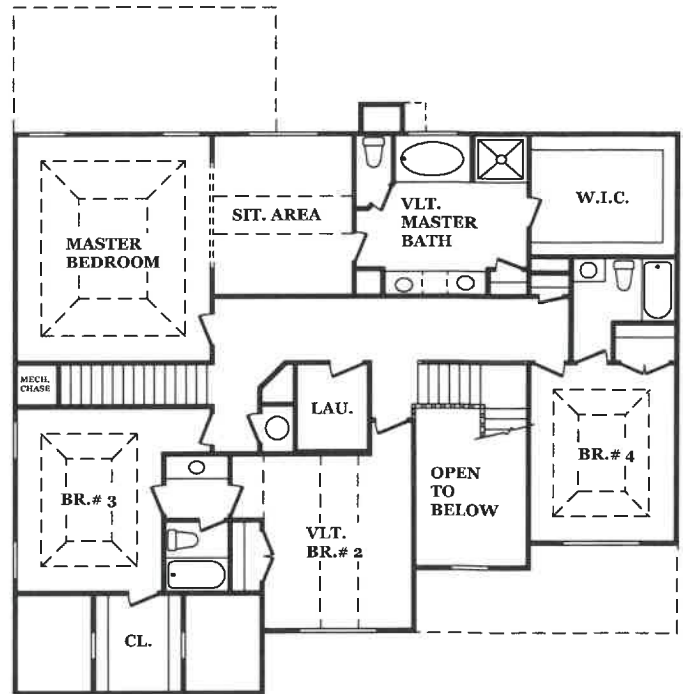 MASTER
BEDROOM
SIT. AREA
VLT.
MASTER
BATH
W.I.C.
MECH.
CHASE
LAU.
BR.# 3
VLT.
BR.# 2
OPEN
TO
BELOW
BR.# 4
CL.